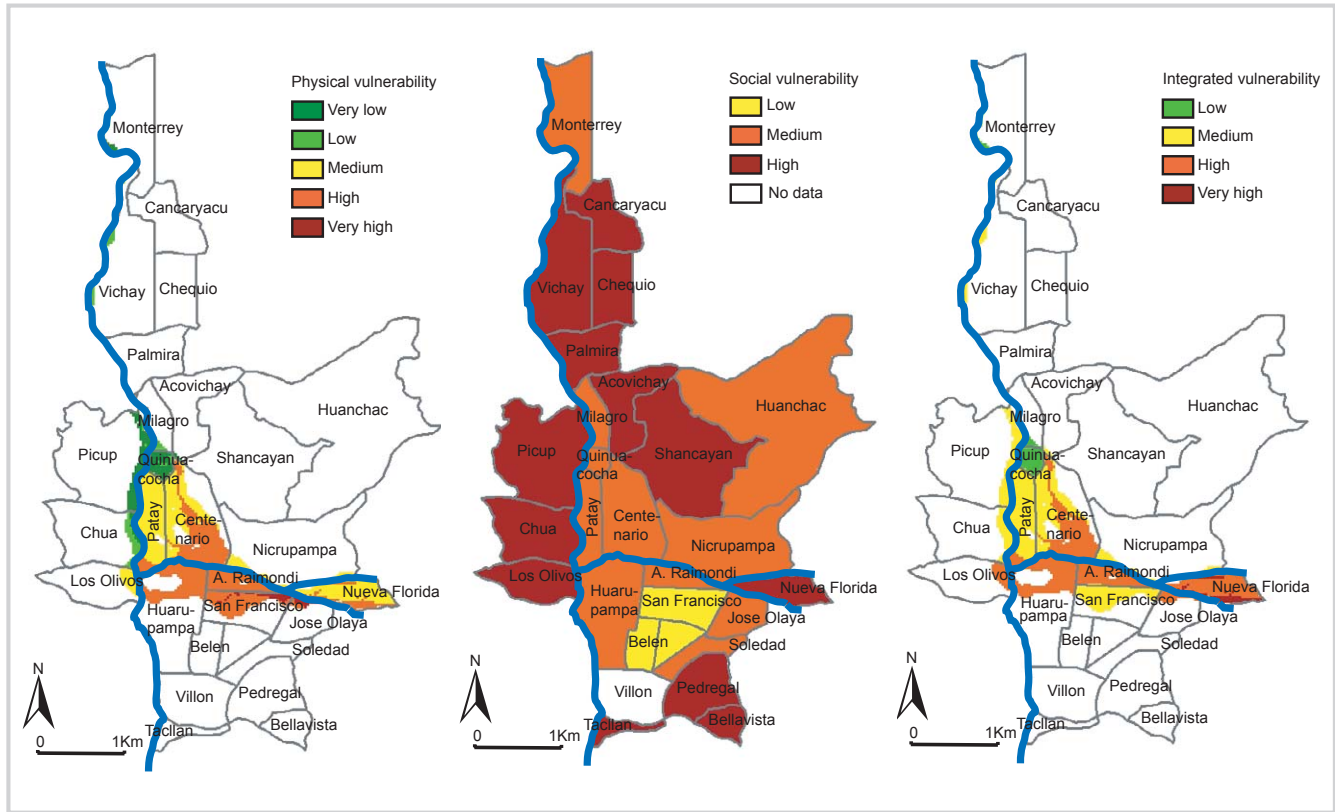 Physical vulnerability
Very low
Low
Medium
High
Very high
Monterrey
Cancaryacu
Vichay
Chequio
Palmira
Acovichay
Huanchac
Milagro
Picup
Quinua-
cocha
Shancayan
Patay
Chua
Cente-
nario
Nicrupampa
Los Olivos
A. Raimondi
Nueva Florida
San Francisco
Huaru-
pampa
Jose Olaya
Belen
Soledad
Villon
Pedregal
Bellavista
Tacllan
N
0 1Km
Social vulnerability
Low
Medium
High
No data
Monterrey
Cancaryacu
Vichay
Chequio
Palmira
Acovichay
Huanchac
Milagro
Picup
Quinua-
cocha
Shancayan
Patay
Chua
Cente-
nario
Nicrupampa
Los Olivos
A. Raimondi
Nueva Florida
Huaru-
pampa
San Francisco
Jose Olaya
Belen
Soledad
Villon
Pedregal
Bellavista
Tacllan
N
0 1Km
Integrated vulnerability
Low
Medium
High
Very high
Monterrey
Cancaryacu
Vichay
Chequio
Palmira
Acovichay
Huanchac
Milagro
Picup
Quinua-
cocha
Shancayan
Patay
Chua
Cente-
nario
Nicrupampa
Los Olivos
A. Raimondi
Nueva Florida
San Francisco
Huaru-
pampa
Jose Olaya
Belen
Soledad
Villon
Pedregal
Bellavista
Tacllan
N
0 1Km